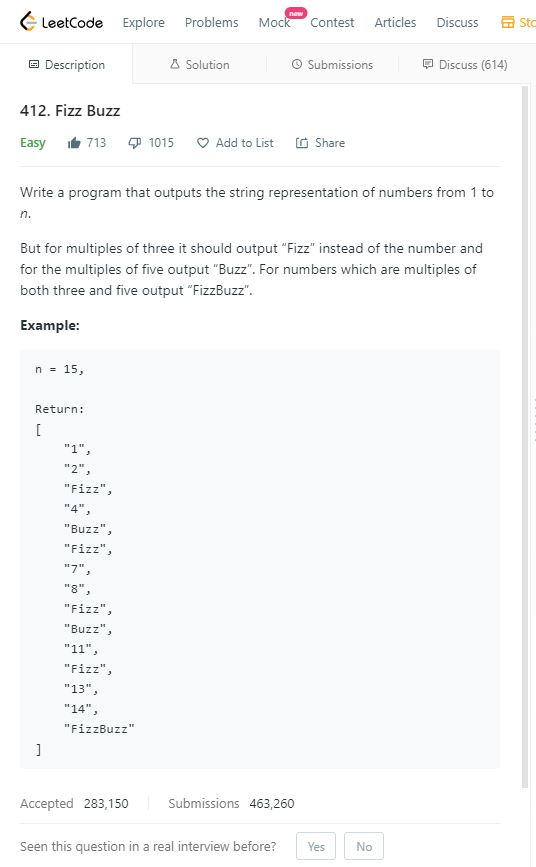 LeetCode Explore Problems Mock new Contest Articles Discuss
Description Solution Submissions Discuss (614)
412. Fizz Buzz
Easy 713 1015 Add to List Share
Write a program that outputs the string representation of numbers from 1 to
n.
But for multiples of three it should output “Fizz” instead of the number and
for the multiples of five output “Buzz”. For numbers which are multiples of
both three and five output “FizzBuzz”.
Example:
n = 15,
Return:
[
"1",
"2",
"Fizz",
"4",
"Buzz",
"Fizz",
"7",
"8",
"Fizz",
"Buzz",
"11",
"Fizz",
"13",
"14",
"FizzBuzz"
]
Accepted 283,150 Submissions 463,260
Seen this question in a real interview before? Yes No